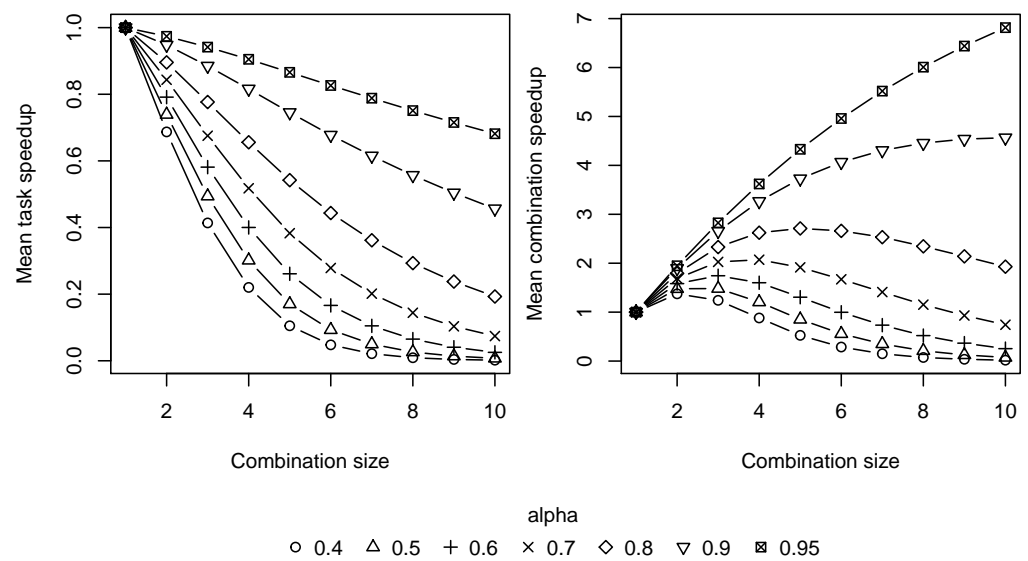 Mean task speedup
0.0 0.2 0.4 0.6 0.8 1.0
2 4 6 8 10
Combination size
Mean combination speedup
0 1 2 3 4 5 6 7
2 4 6 8 10
Combination size
alpha
0.4 0.5 0.6 0.7 0.8 0.9 0.95